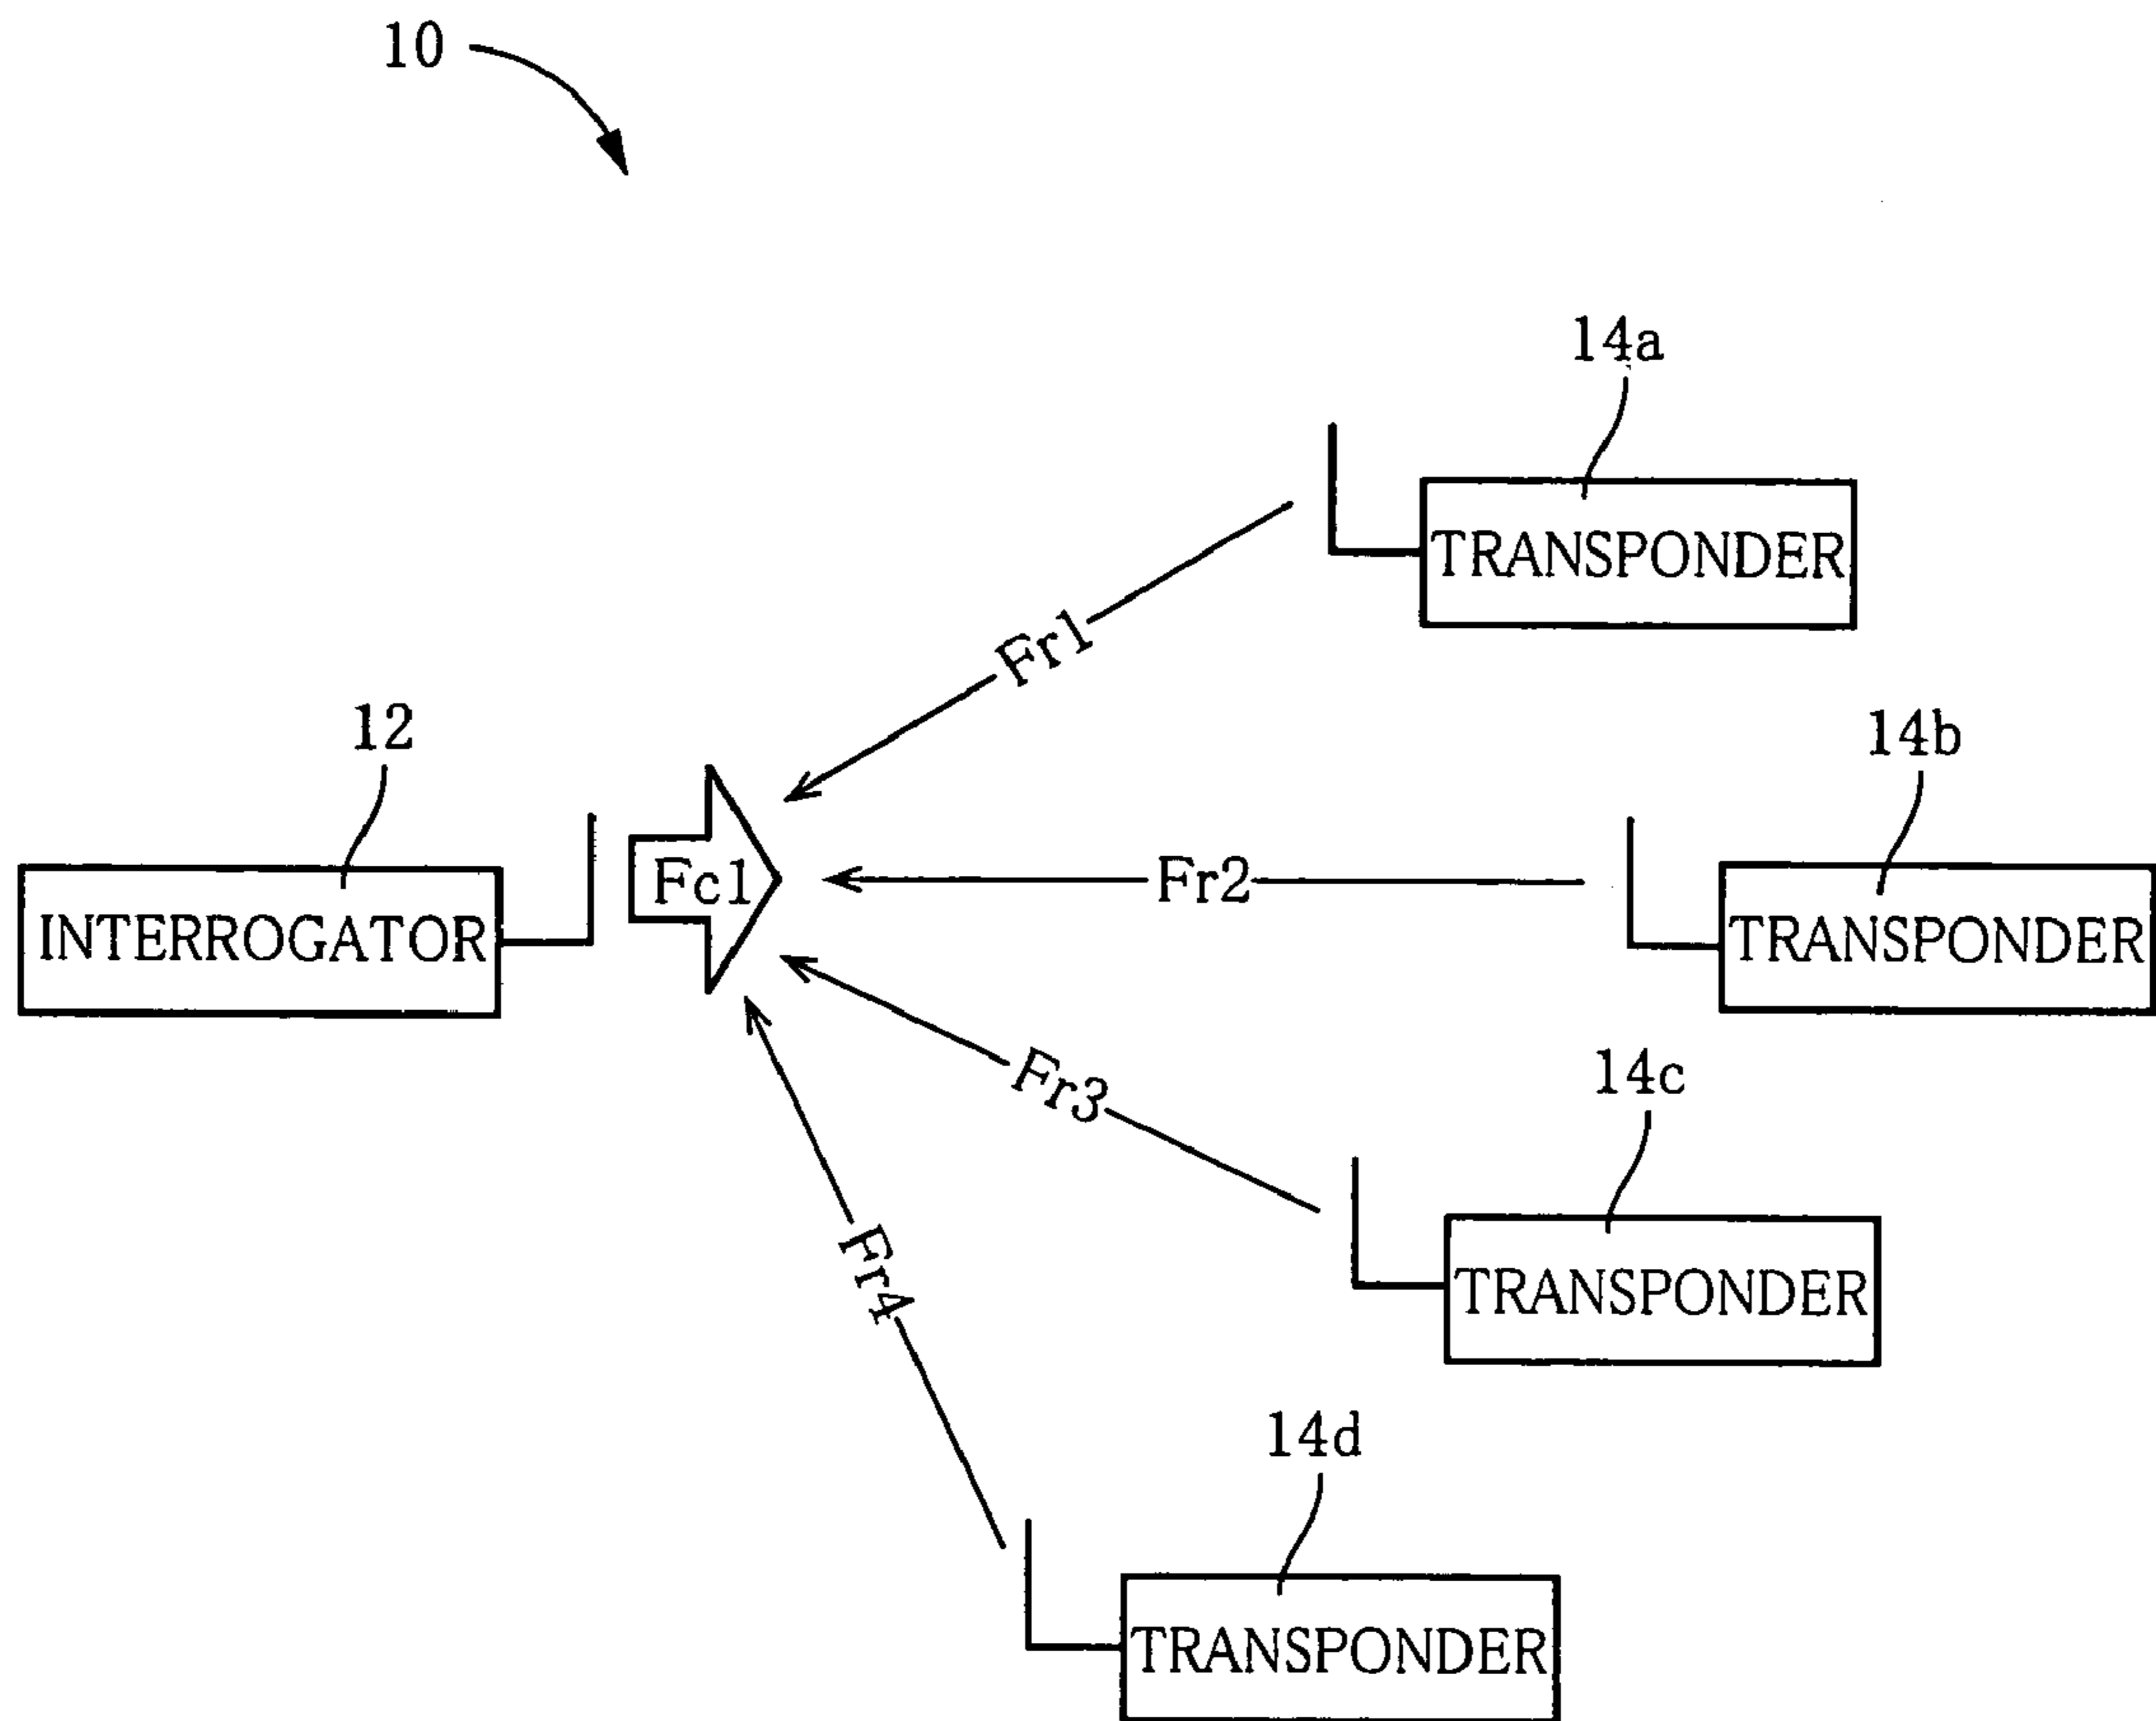 10
14a
TRANSPONDER
Fr1
12
14b
Fc1
Fr2
INTERROGATOR
TRANSPONDER
Fr3
14c
Fr4
TRANSPONDER
14d
TRANSPONDER